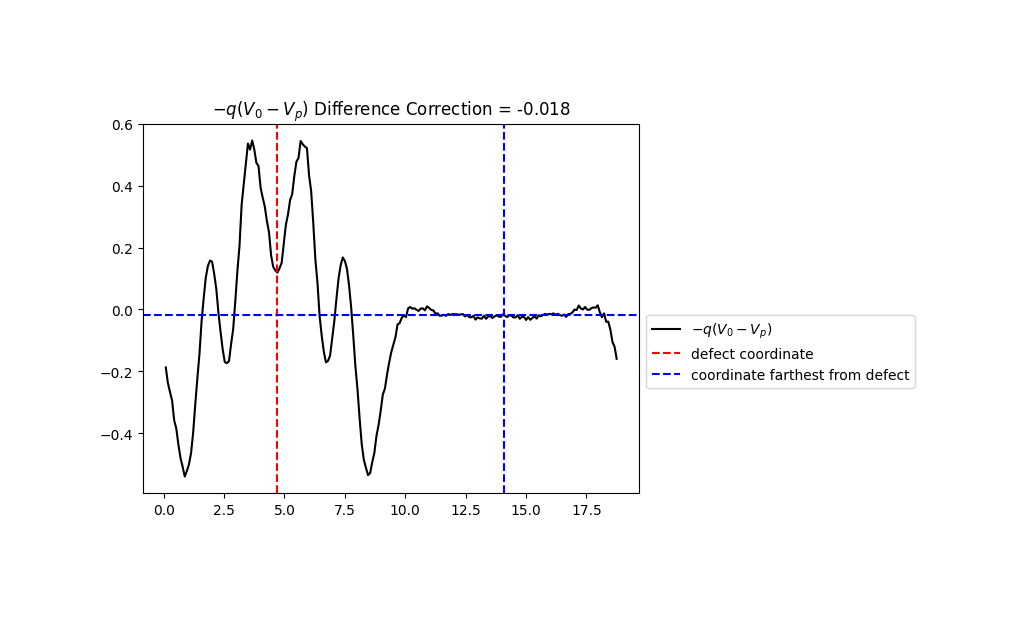 −q(V₀ − Vₚ) Difference Correction = -0.018
0.6
0.4
0.2
0.0
−0.2
−0.4
0.0 2.5 5.0 7.5 10.0 12.5 15.0 17.5
−q(V₀ − Vₚ)
defect coordinate
coordinate farthest from defect